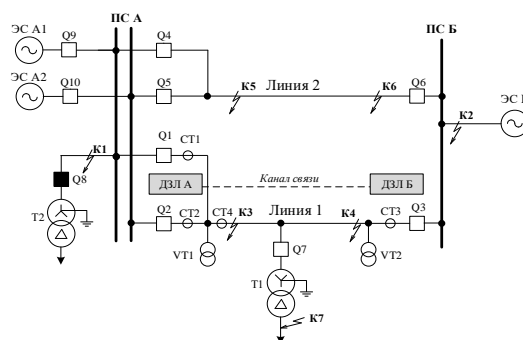 ПС А
ПС Б
ЭС А1
Q9
Q4
ЭС А2
Q10
Q5
К5
Линия 2
К6
Q6
К2
ЭС
К1
Q1
СТ1
Q8
ДЗЛ А
Канал связи
ДЗЛ Б
Т2
Линия 1
Q2
СТ2
СТ4
К3
К4
СТ3
Q3
VT1
Q7
VT2
Т1
К7